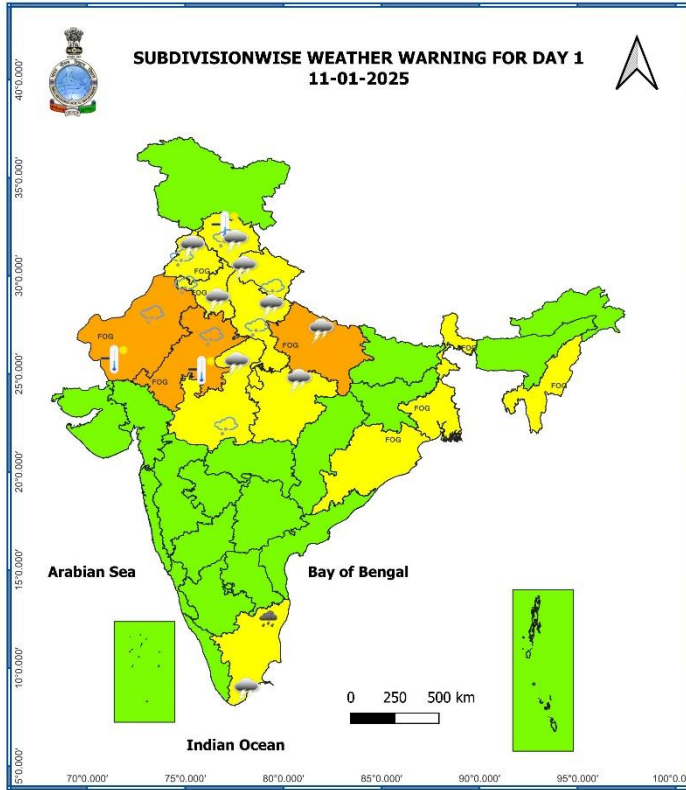 SUBDIVISIONWISE WEATHER WARNING FOR DAY 1
11-01-2025
40°0.000'
35°0.000'
30°0.000'
25°0.000'
20°0.000'
15°0.000'
10°0.000'
5°0.000'
FOG
FOG
FOG
FOG
FOG
FOG
FOG
FOG
FOG
Arabian Sea
Bay of Bengal
0 250 500 km
Indian Ocean
70°0.000' 75°0.000' 80°0.000' 85°0.000' 90°0.000' 95°0.000' 100°0.0